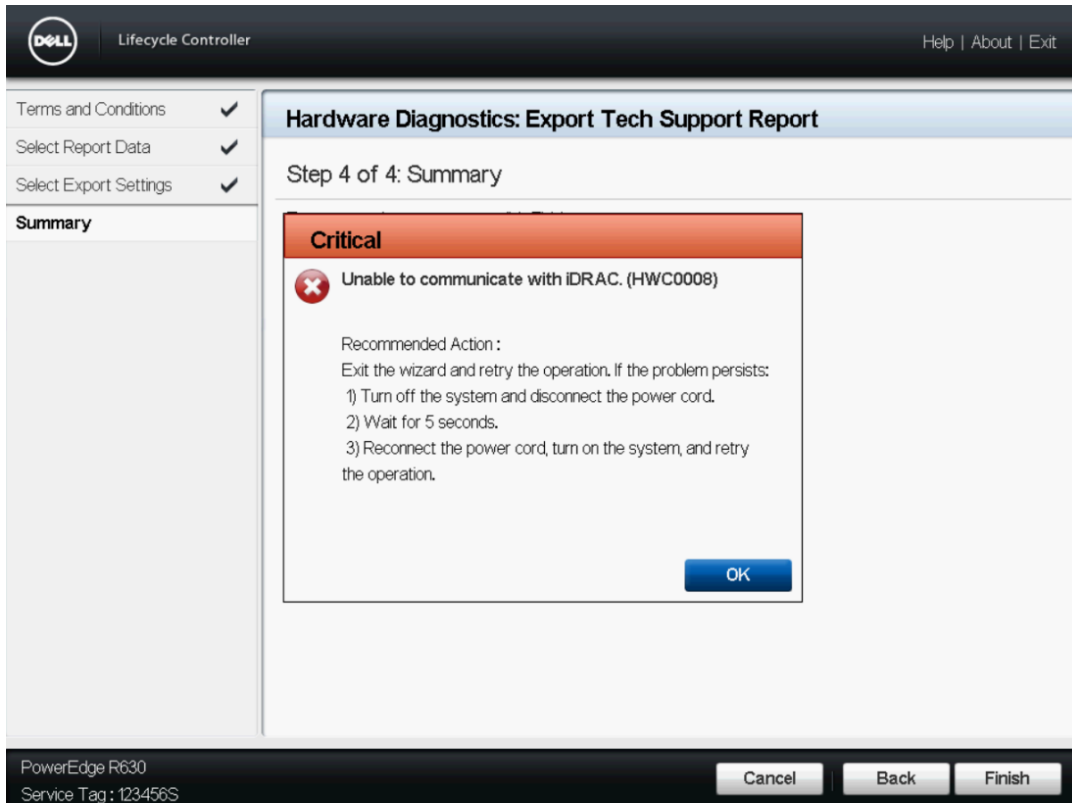 DELL
Lifecycle Controller
Help | About | Exit
Terms and Conditions
Select Report Data
Select Export Settings
Summary
Hardware Diagnostics: Export Tech Support Report
Step 4 of 4: Summary
Critical
Unable to communicate with iDRAC. (HWC0008)
Recommended Action :
Exit the wizard and retry the operation. If the problem persists:
1) Turn off the system and disconnect the power cord.
2) Wait for 5 seconds.
3) Reconnect the power cord, turn on the system, and retry
the operation.
OK
PowerEdge R630
Service Tag : 123456S
Cancel
Back
Finish